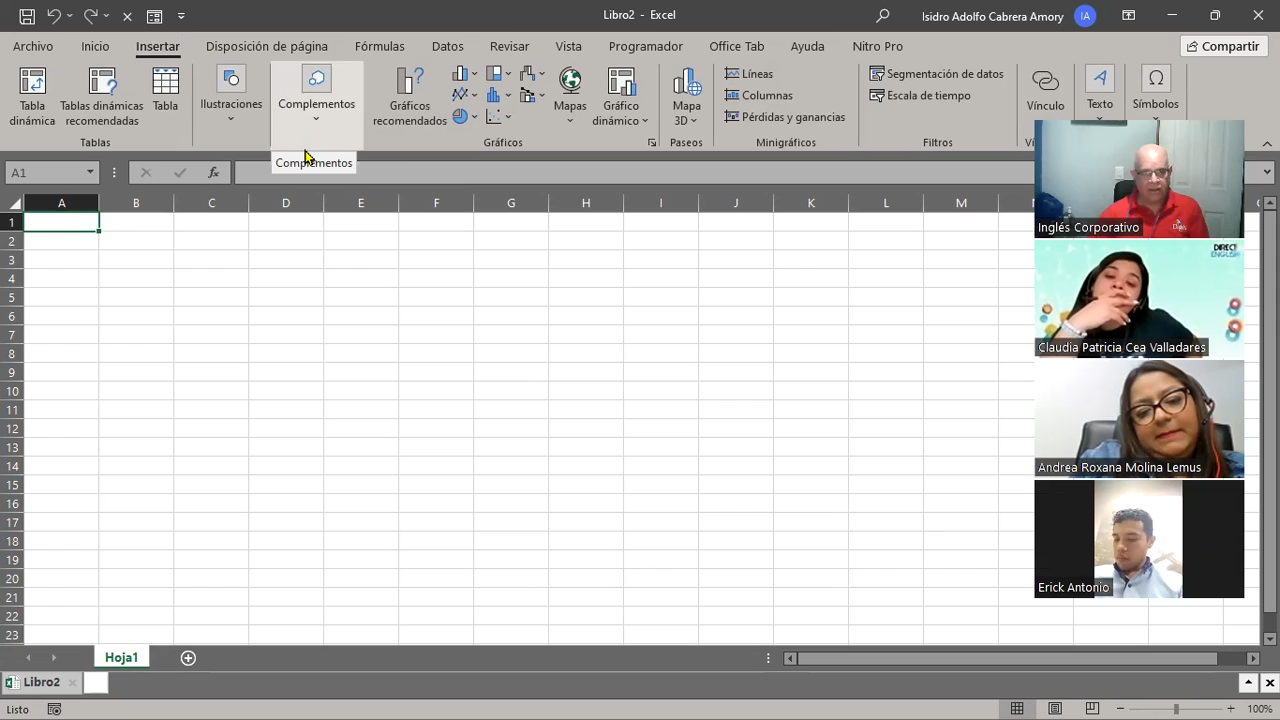 Libro2 - Excel
Isidro Adolfo Cabrera Amory
IA
Archivo
Inicio
Insertar
Disposición de página
Fórmulas
Datos
Revisar
Vista
Programador
Office Tab
Ayuda
Nitro Pro
Compartir
Tabla
dinámica
Tablas dinámicas
recomendadas
Tabla
Tablas
Ilustraciones
Complementos
Gráficos
recomendados
Mapas
Gráfico
dinámico
Gráficos
Mapa
3D
Paseos
Líneas
Columnas
Pérdidas y ganancias
Minigráficos
Segmentación de datos
Escala de tiempo
Filtros
Vínculo
Texto
Símbolos
Complementos
A1
fx
A B C D E F G H I J K L M
1
2
3
4
5
6
7
8
9
10
11
12
13
14
15
16
17
18
19
20
21
22
23
Inglés Corporativo
DIRECT
ENGLISH
Claudia Patricia Cea Valladares
Andrea Roxana Molina Lemus
Erick Antonio
Hoja1
Libro2
Listo
100%